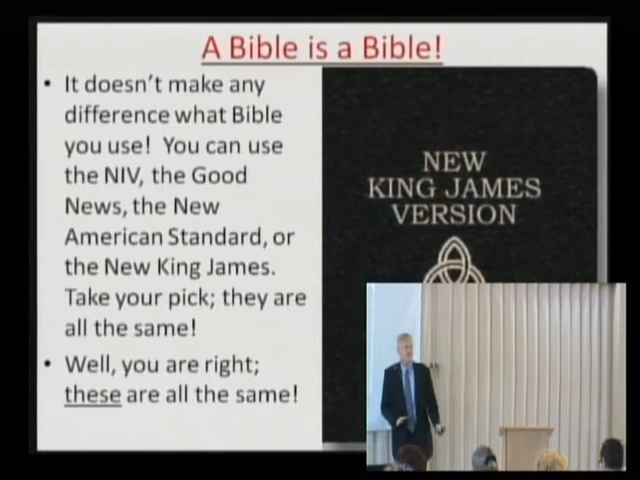 A Bible is a Bible!
• It doesn't make any
difference what Bible
you use! You can use
the NIV, the Good
News, the New
American Standard, or
the New King James.
Take your pick; they are
all the same!
• Well, you are right;
these are all the same!
NEW
KING JAMES
VERSION